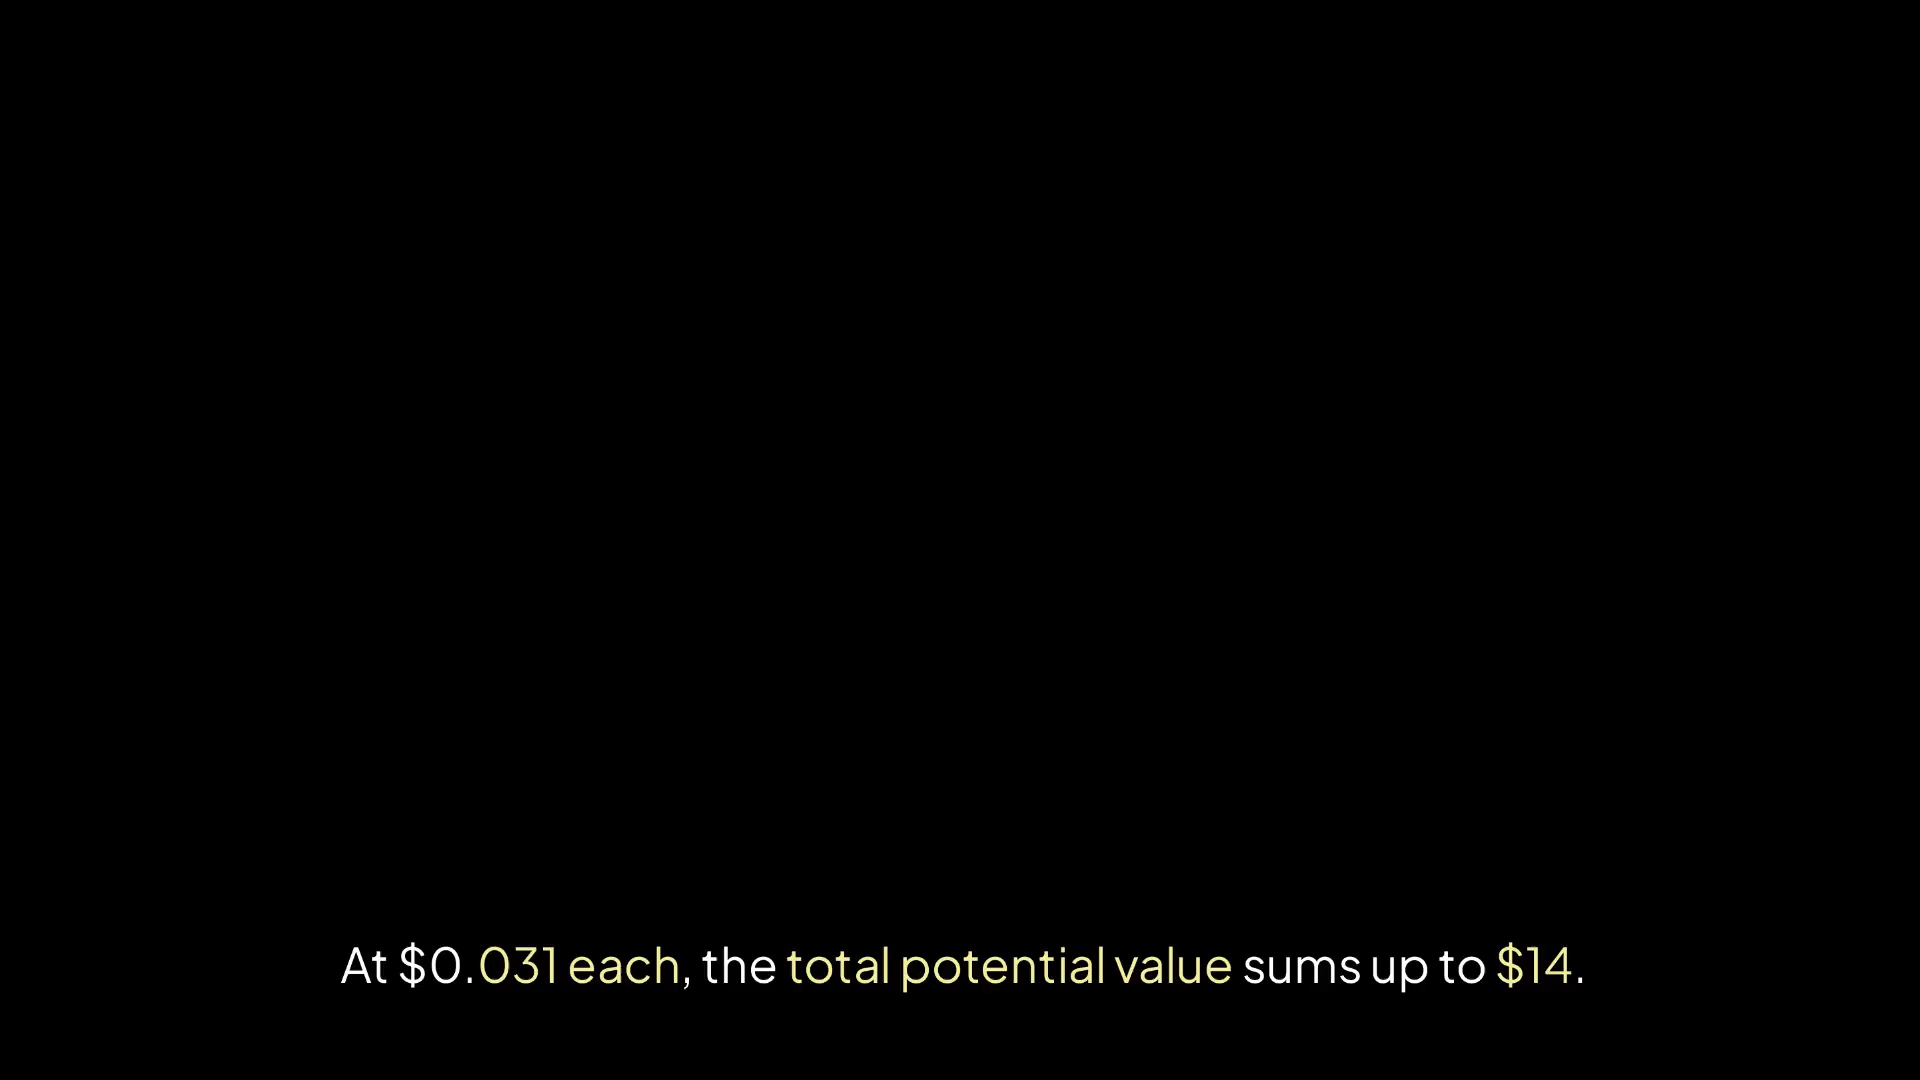 At $0.031 each, the total potential value sums up to $14.